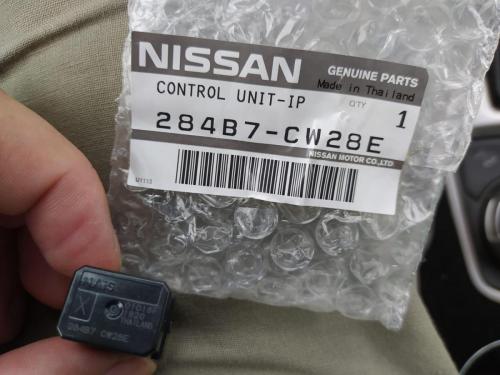 NISSAN
GENUINE PARTS
Made in Thailand
CONTROL UNIT-IP
QTY
1
284B7-CW28E
NISSAN MOTOR CO.,LTD
THAILAND
284B7 CW28E